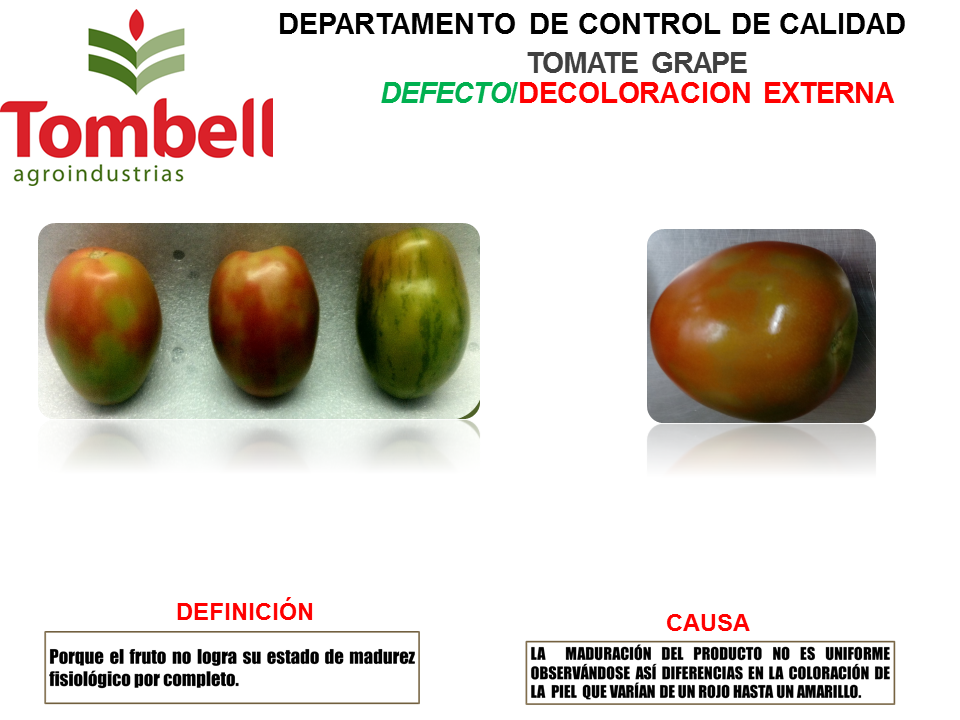 DEPARTAMENTO DE CONTROL DE CALIDAD
TOMATE GRAPE
DEFECTO/DECOLORACION EXTERNA
Tombell
agroindustrias
DEFINICIÓN
Porque el fruto no logra su estado de madurez
fisiológico por completo.
CAUSA
LA MADURACIÓN DEL PRODUCTO NO ES UNIFORME
OBSERVÁNDOSE ASÍ DIFERENCIAS EN LA COLORACIÓN DE
LA PIEL QUE VARÍAN DE UN ROJO HASTA UN AMARILLO.